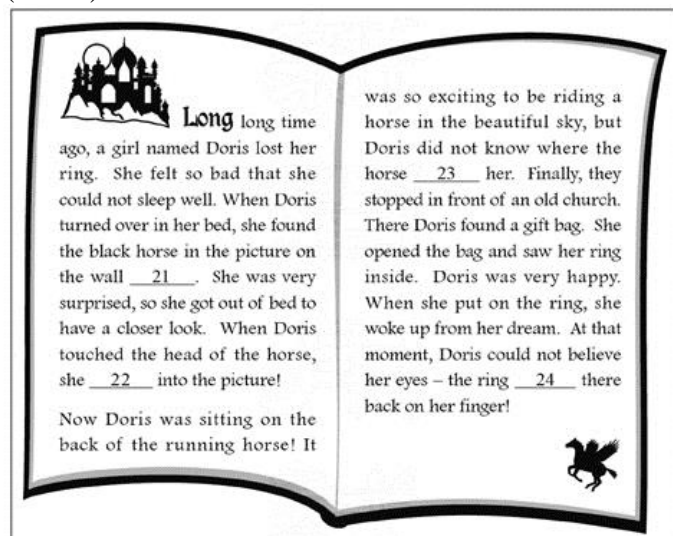 Long long time
ago, a girl named Doris lost her
ring. She felt so bad that she
could not sleep well. When Doris
turned over in her bed, she found
the black horse in the picture on
the wall 21 . She was very
surprised, so she got out of bed to
have a closer look. When Doris
touched the head of the horse,
she 22 into the picture!
Now Doris was sitting on the
back of the running horse! It
was so exciting to be riding a
horse in the beautiful sky, but
Doris did not know where the
horse 23 her. Finally, they
stopped in front of an old church.
There Doris found a gift bag. She
opened the bag and saw her ring
inside. Doris was very happy.
When she put on the ring, she
woke up from her dream. At that
moment, Doris could not believe
her eyes – the ring 24 there
back on her finger!